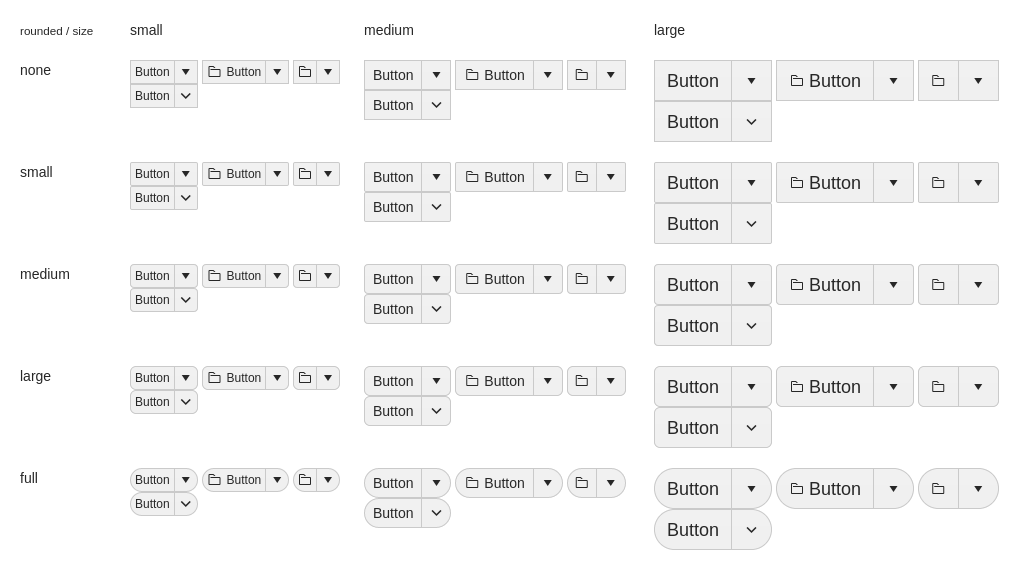 rounded / size small medium large
none Button Button Button Button Button Button
Button Button Button
small Button Button Button Button Button Button
Button Button Button
medium Button Button Button Button Button Button
Button Button Button
large Button Button Button Button Button Button
Button Button Button
full Button Button Button Button Button Button
Button Button Button